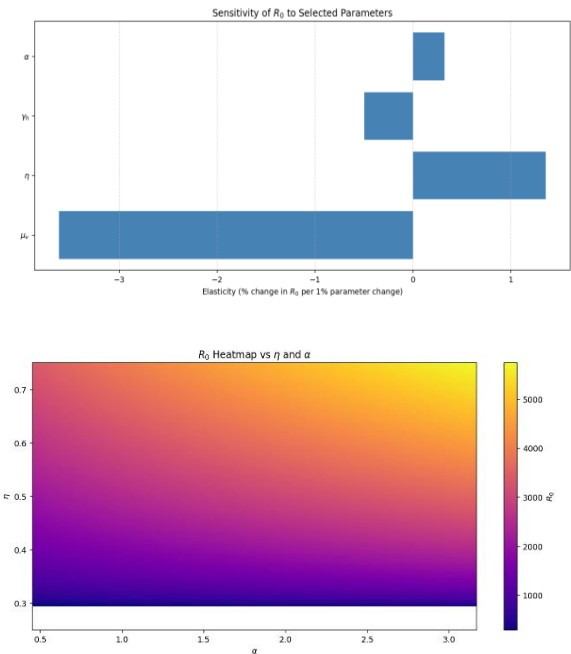 Sensitivity of R₀ to Selected Parameters
α
γₕ
η
μᵥ
−3 −2 −1 0 1
Elasticity (% change in R₀ per 1% parameter change)
R₀ Heatmap vs η and α
0.7
0.6
0.5
0.4
0.3
η
0.5 1.0 1.5 2.0 2.5 3.0
α
5000
4000
3000
2000
1000
R₀